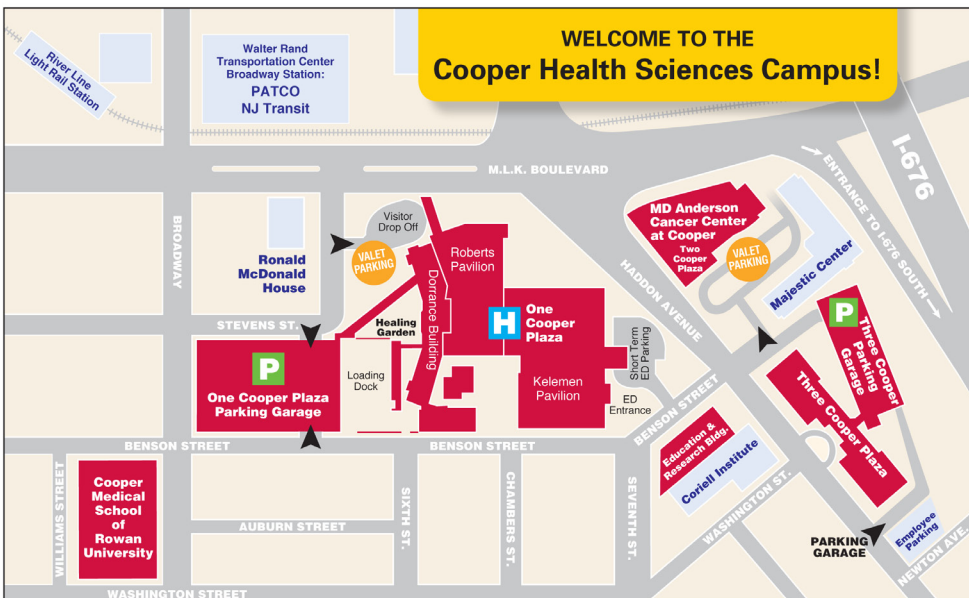 WELCOME TO THE
Cooper Health Sciences Campus!
River Line
Light Rail Station
Walter Rand
Transportation Center
Broadway Station:
PATCO
NJ Transit
I-676
M.L.K. BOULEVARD
ENTRANCE TO I-676 SOUTH
BROADWAY
Visitor
Drop Off
VALET
PARKING
Ronald
McDonald
House
Roberts
Pavilion
MD Anderson
Cancer Center
at Cooper
Two
Cooper
Plaza
VALET
PARKING
Majestic Center
HADDON AVENUE
STEVENS ST.
Healing
Garden
Dorrance Building
H
One
Cooper
Plaza
Short Term
ED Parking
P
Three Cooper
Parking
Garage
P
One Cooper Plaza
Parking Garage
Loading
Dock
Kelemen
Pavilion
ED
Entrance
Three Cooper Plaza
BENSON STREET
BENSON STREET
BENSON STREET
Education &
Research Bldg.
Coriell Institute
WILLIAMS STREET
Cooper
Medical
School
of
Rowan
University
AUBURN STREET
SIXTH ST.
CHAMBERS ST.
SEVENTH ST.
WASHINGTON ST.
PARKING
GARAGE
Employee
Parking
NEWTON AVE.
WASHINGTON STREET